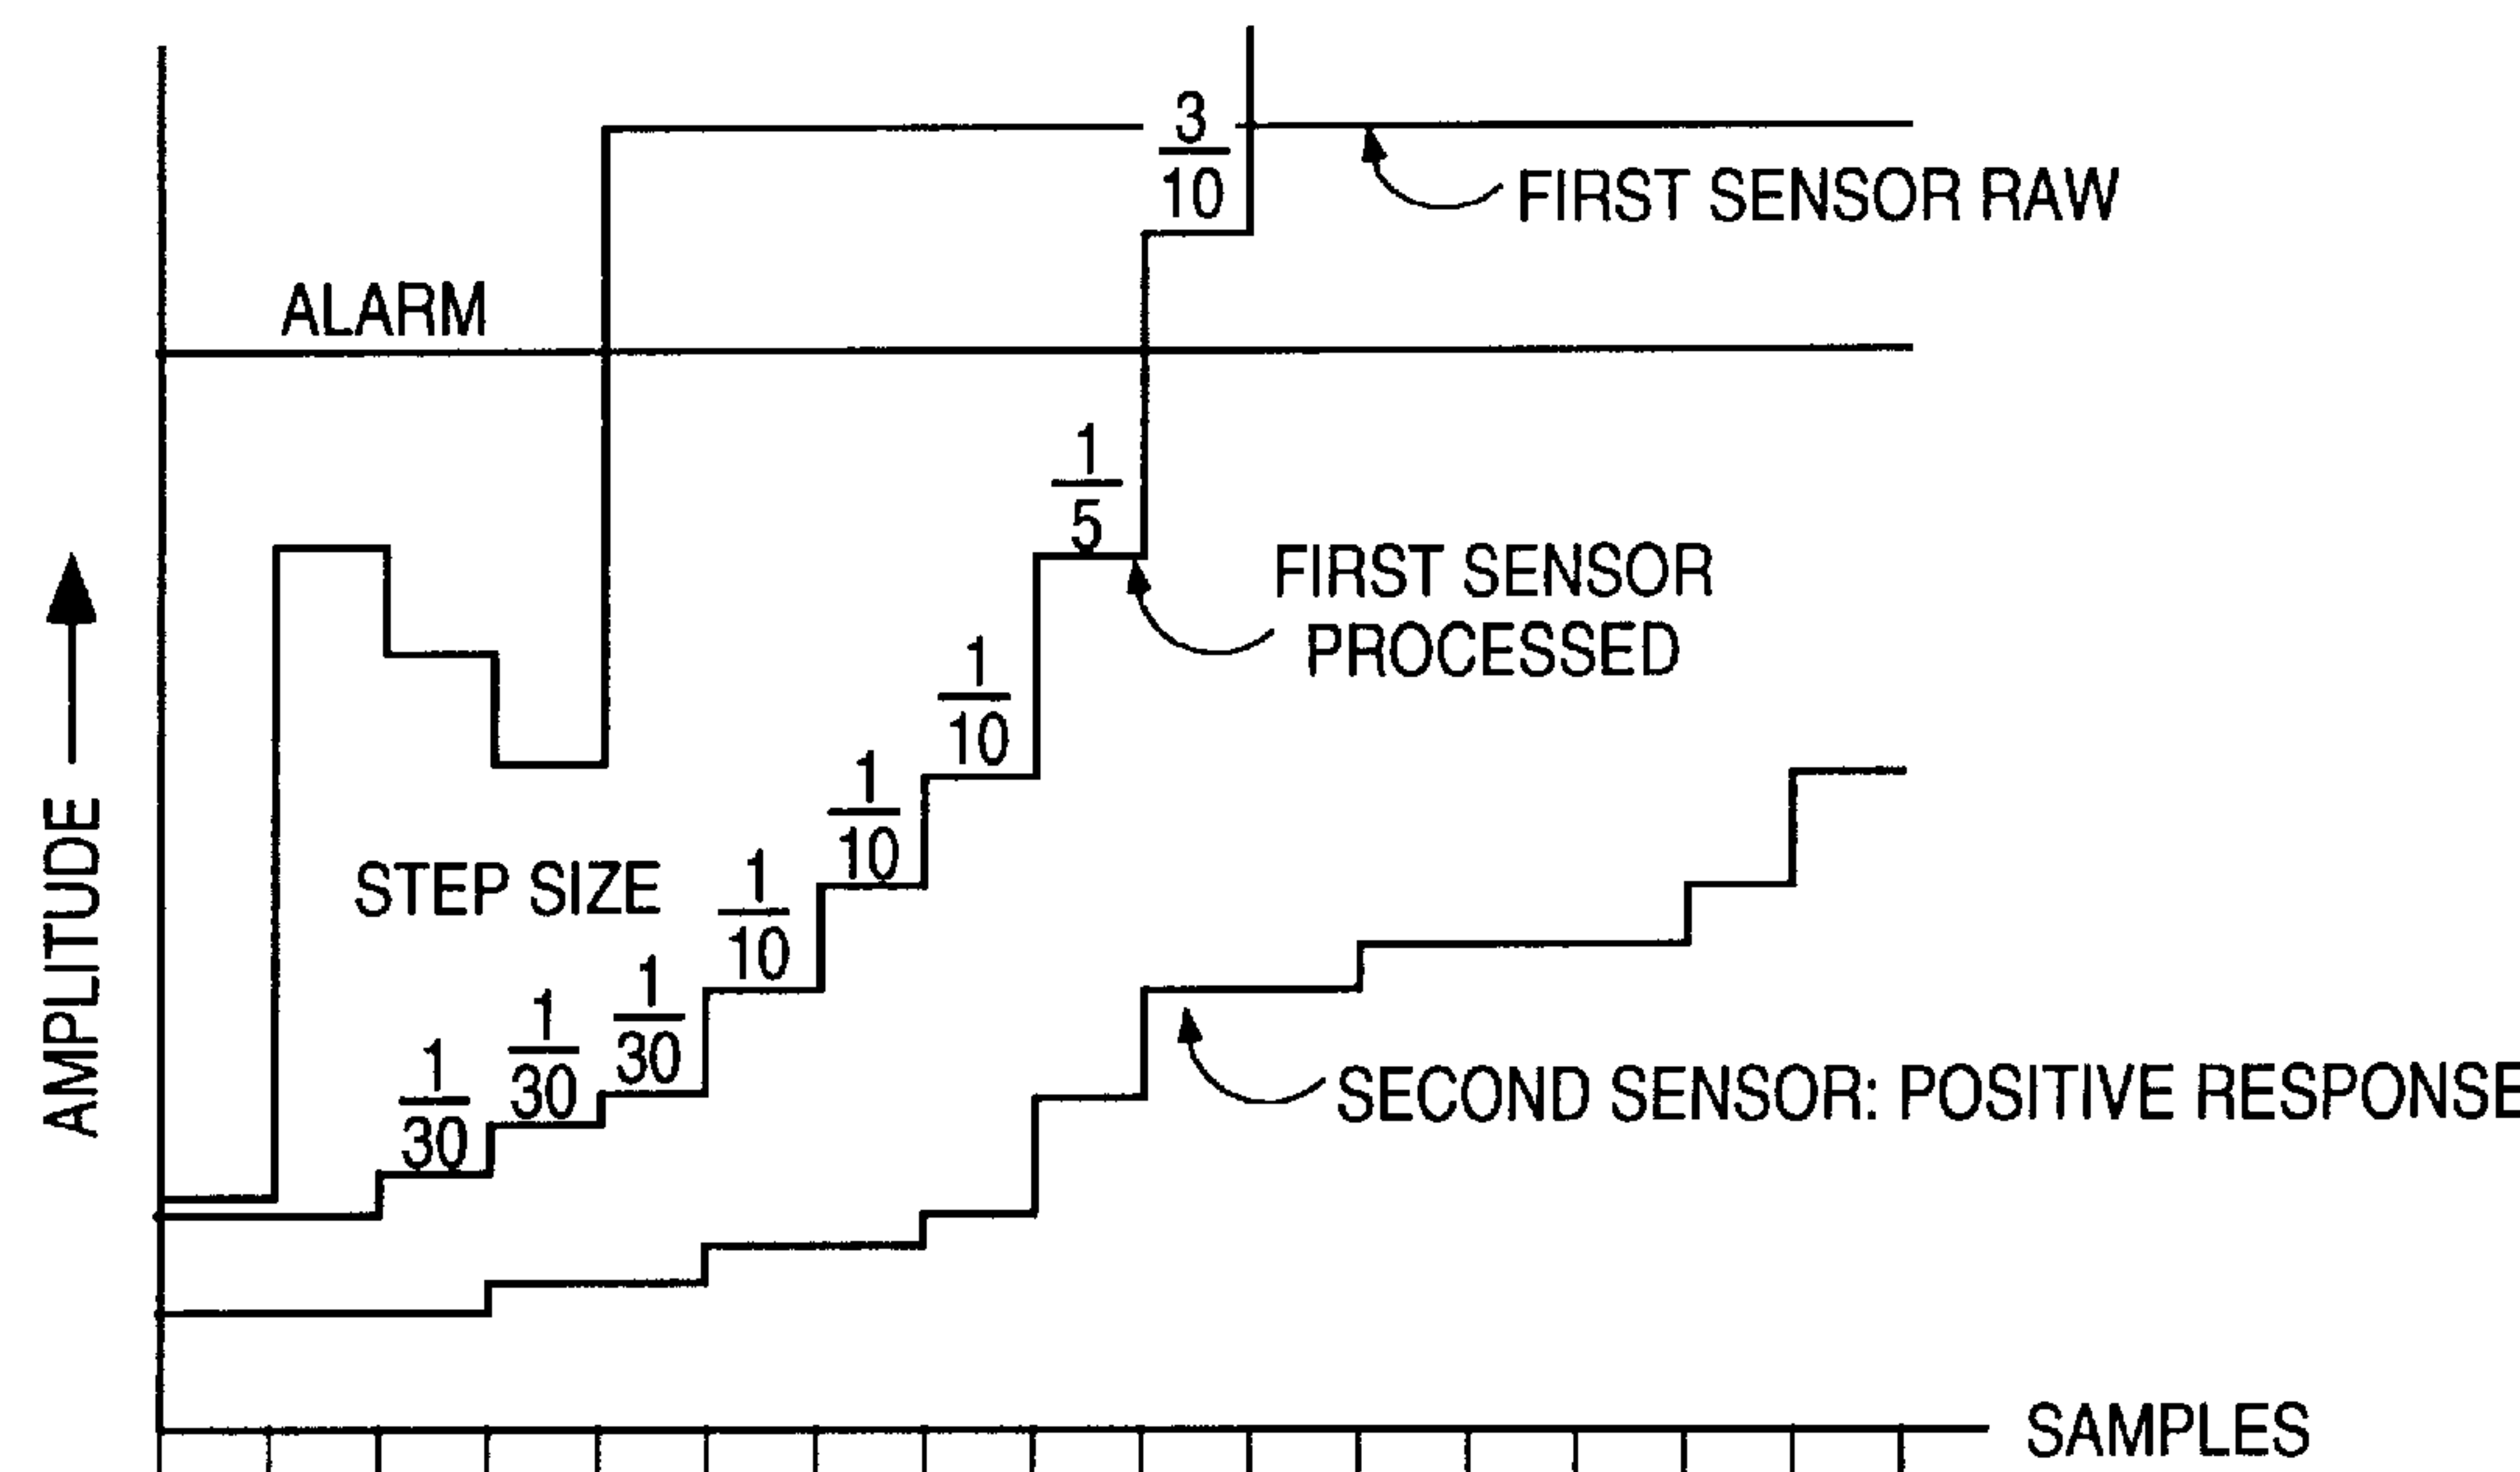 3
10
FIRST SENSOR RAW
ALARM
1
5
FIRST SENSOR
PROCESSED
1
10
1
10
STEP SIZE
1
10
1
30
1
30
1
30
AMPLITUDE
SECOND SENSOR: POSITIVE RESPONSE
SAMPLES